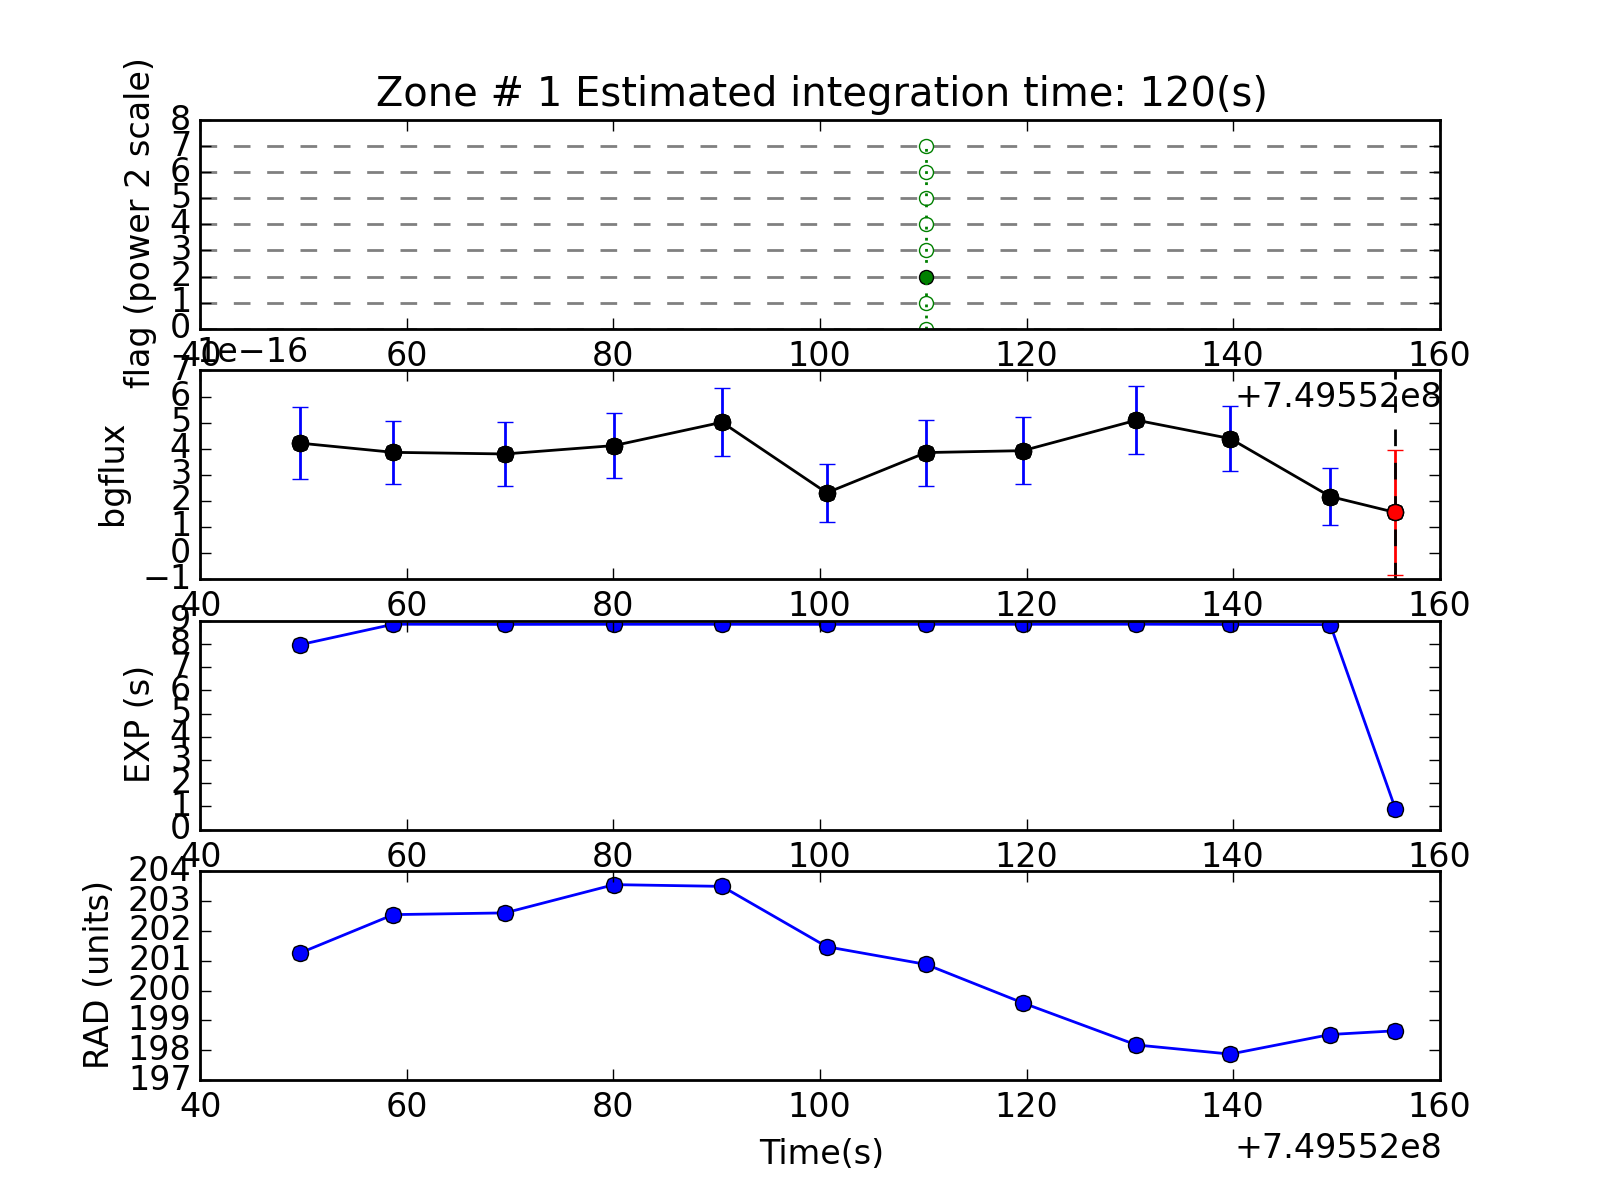 Zone # 1 Estimated integration time: 120(s)
flag (power 2 scale)
8
7
6
5
4
3
2
1
0
40 60 80 100 120 140 160
+7.49552e8
1e−16
bgflux
7
6
5
4
3
2
1
0
−1
40 60 80 100 120 140 160
EXP (s)
9
8
7
6
5
4
3
2
1
0
40 60 80 100 120 140 160
RAD (units)
204
203
202
201
200
199
198
197
40 60 80 100 120 140 160
Time(s)
+7.49552e8